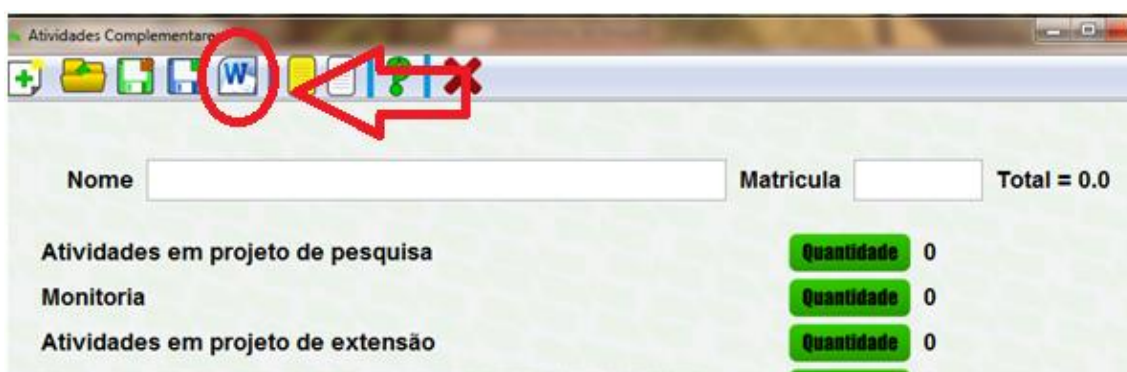 Atividades Complementares
W
?
Nome Matricula Total = 0.0
Atividades em projeto de pesquisa Quantidade 0
Monitoria Quantidade 0
Atividades em projeto de extensão Quantidade 0